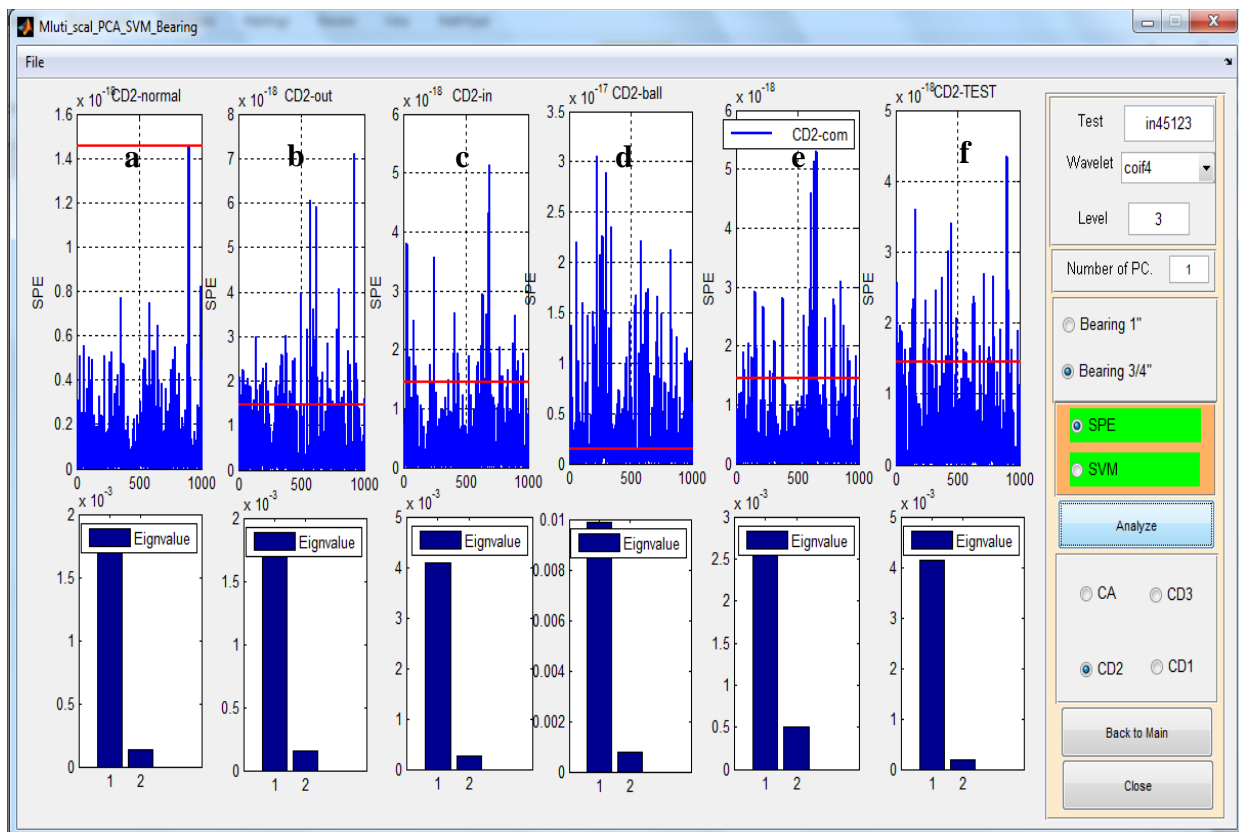 Mluti_scal_PCA_SVM_Bearing
File
x 10^-18 CD2-normal
1.6
1.4
1.2
1
0.8
0.6
0.4
0.2
0
0 500 1000
SPE
a
x 10^-18 CD2-out
8
7
6
5
4
3
2
1
0
0 500 1000
SPE
b
x 10^-18 CD2-in
6
5
4
3
2
1
0
0 500 1000
SPE
c
x 10^-17 CD2-ball
3.5
3
2.5
2
1.5
1
0.5
0
0 500 1000
SPE
d
x 10^-18
CD2-com
6
5
4
3
2
1
0
0 500 1000
SPE
e
x 10^-18 CD2-TEST
5
4
3
2
1
0
0 500 1000
SPE
f
x 10^-3
2
1.5
1
0.5
0
1 2
Eignvalue
x 10^-3
2
1.5
1
0.5
0
1 2
Eignvalue
x 10^-3
5
4
3
2
1
0
1 2
Eignvalue
0.01
0.008
0.006
0.004
0.002
0
1 2
Eignvalue
x 10^-3
3
2.5
2
1.5
1
0.5
0
1 2
Eignvalue
x 10^-3
5
4
3
2
1
0
1 2
Eignvalue
Test in45123
Wavelet coif4
Level 3
Number of PC. 1
Bearing 1"
Bearing 3/4"
SPE
SVM
Analyze
CA CD3
CD2 CD1
Back to Main
Close